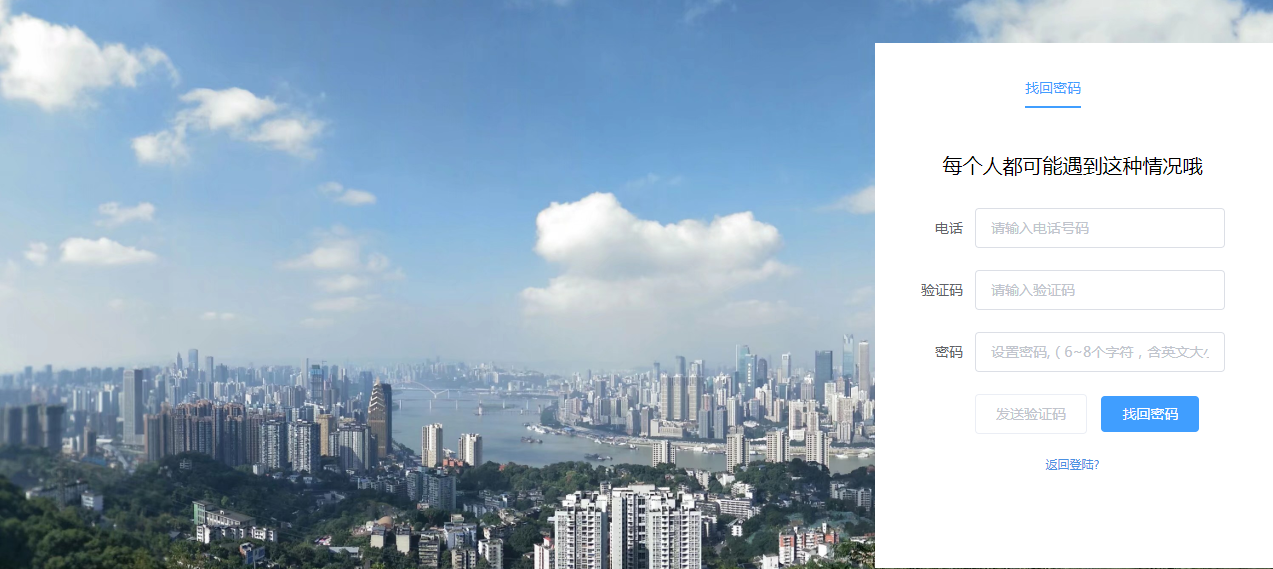 找回密码
每个人都可能遇到这种情况哦
电话 请输入电话号码
验证码 请输入验证码
密码 设置密码,（6~8个字符，含英文大
发送验证码 找回密码
返回登陆?